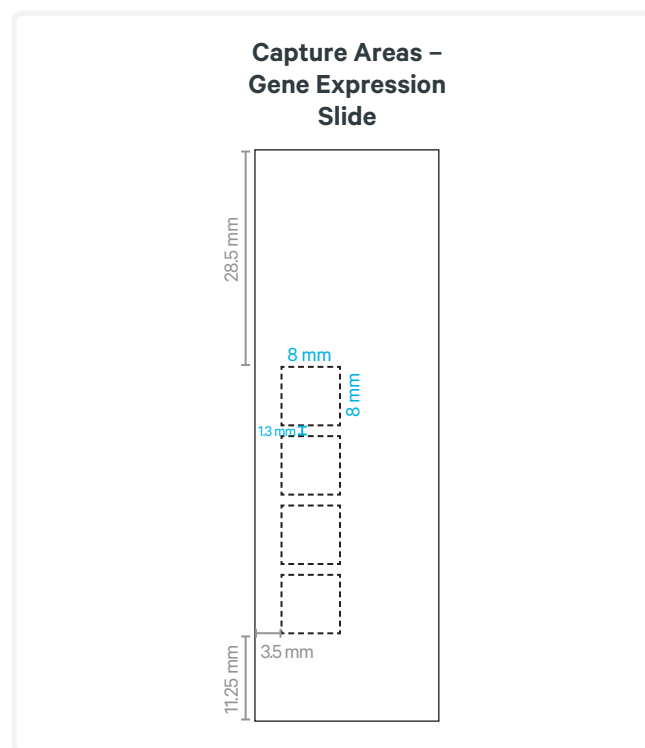 Capture Areas –
Gene Expression
Slide
28.5 mm
8 mm
8 mm
1.3 mm
3.5 mm
11.25 mm